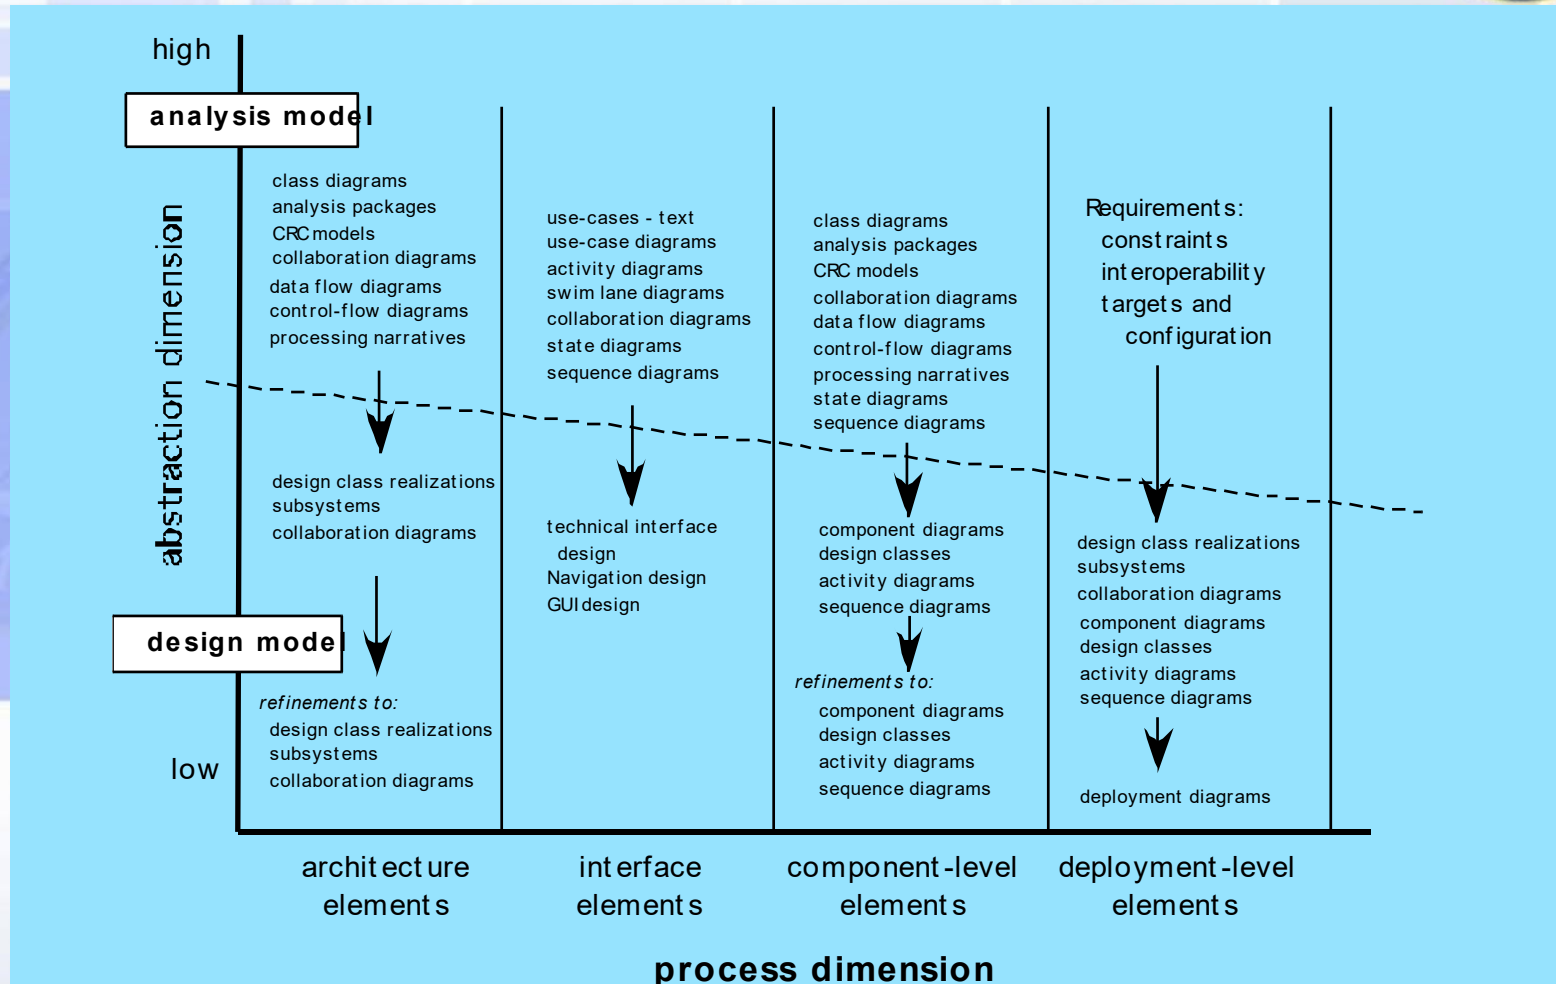 high
analysis model
abstraction dimension
design model
low
class diagrams
analysis packages
CRC models
collaboration diagrams
data flow diagrams
control-flow diagrams
processing narratives
design class realizations
subsystems
collaboration diagrams
refinements to:
design class realizations
subsystems
collaboration diagrams
use-cases - text
use-case diagrams
activity diagrams
swim lane diagrams
collaboration diagrams
state diagrams
sequence diagrams
technical interface
design
Navigation design
GUI design
class diagrams
analysis packages
CRC models
collaboration diagrams
data flow diagrams
control-flow diagrams
processing narratives
state diagrams
sequence diagrams
component diagrams
design classes
activity diagrams
sequence diagrams
refinements to:
component diagrams
design classes
activity diagrams
sequence diagrams
Requirements:
constraints
interoperability
targets and
configuration
design class realizations
subsystems
collaboration diagrams
component diagrams
design classes
activity diagrams
sequence diagrams
deployment diagrams
architecture
elements
interface
elements
component-level
elements
deployment-level
elements
process dimension